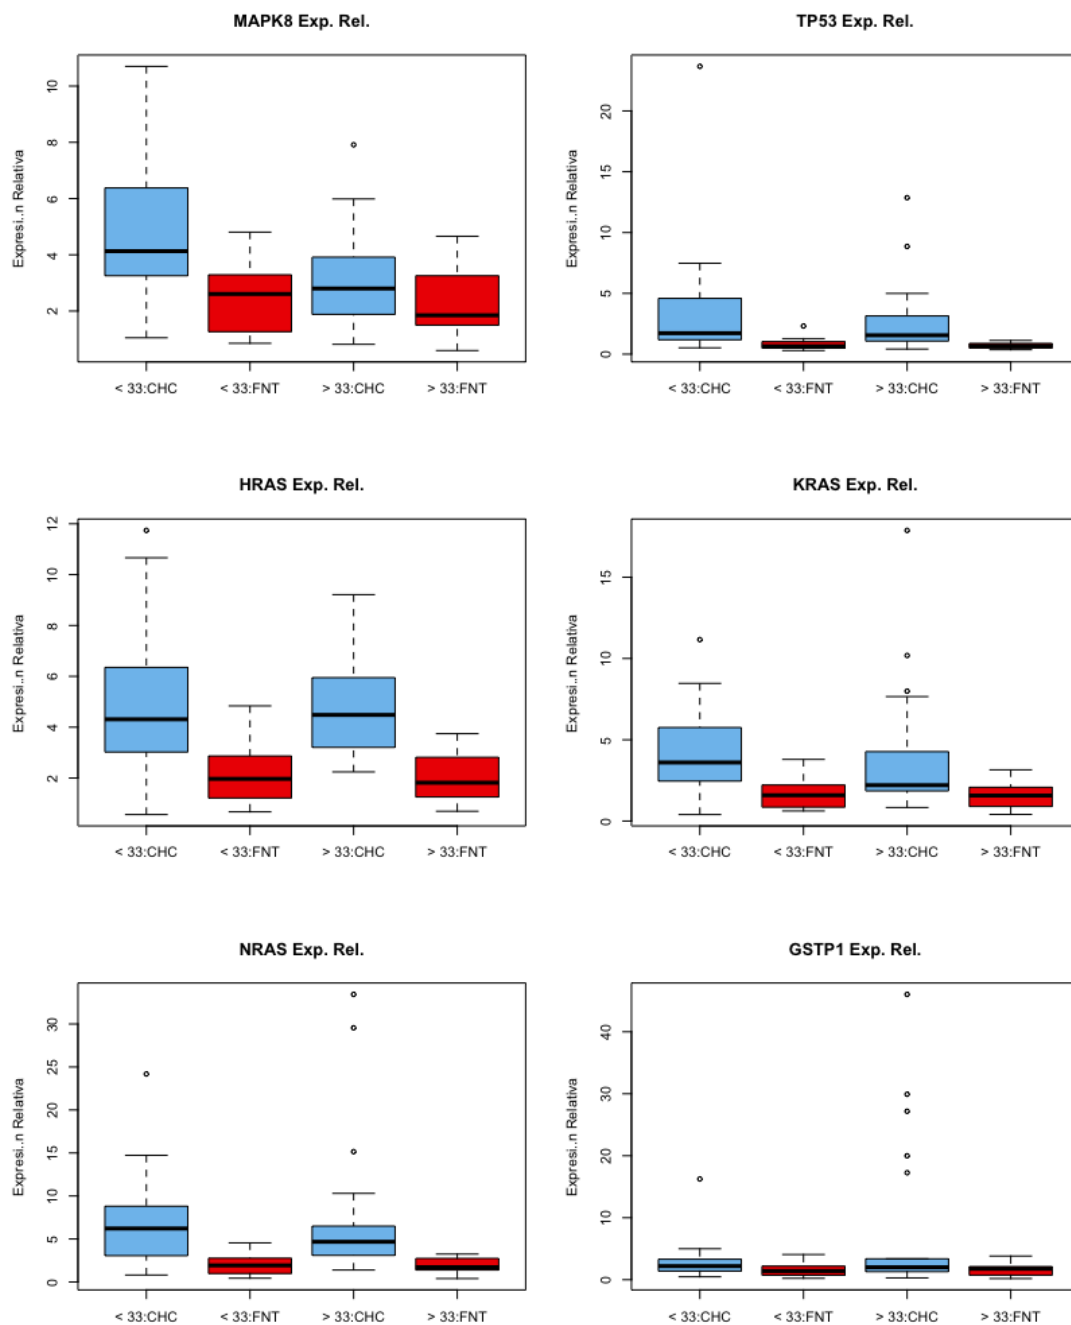 MAPK8 Exp. Rel.
Expresi..n Relativa
10
8
6
4
2
< 33:CHC < 33:FNT > 33:CHC > 33:FNT
TP53 Exp. Rel.
Expresi..n Relativa
20
15
10
5
0
< 33:CHC < 33:FNT > 33:CHC > 33:FNT
HRAS Exp. Rel.
Expresi..n Relativa
12
10
8
6
4
2
< 33:CHC < 33:FNT > 33:CHC > 33:FNT
KRAS Exp. Rel.
Expresi..n Relativa
15
10
5
0
< 33:CHC < 33:FNT > 33:CHC > 33:FNT
NRAS Exp. Rel.
Expresi..n Relativa
30
25
20
15
10
5
0
< 33:CHC < 33:FNT > 33:CHC > 33:FNT
GSTP1 Exp. Rel.
Expresi..n Relativa
40
30
20
10
0
< 33:CHC < 33:FNT > 33:CHC > 33:FNT